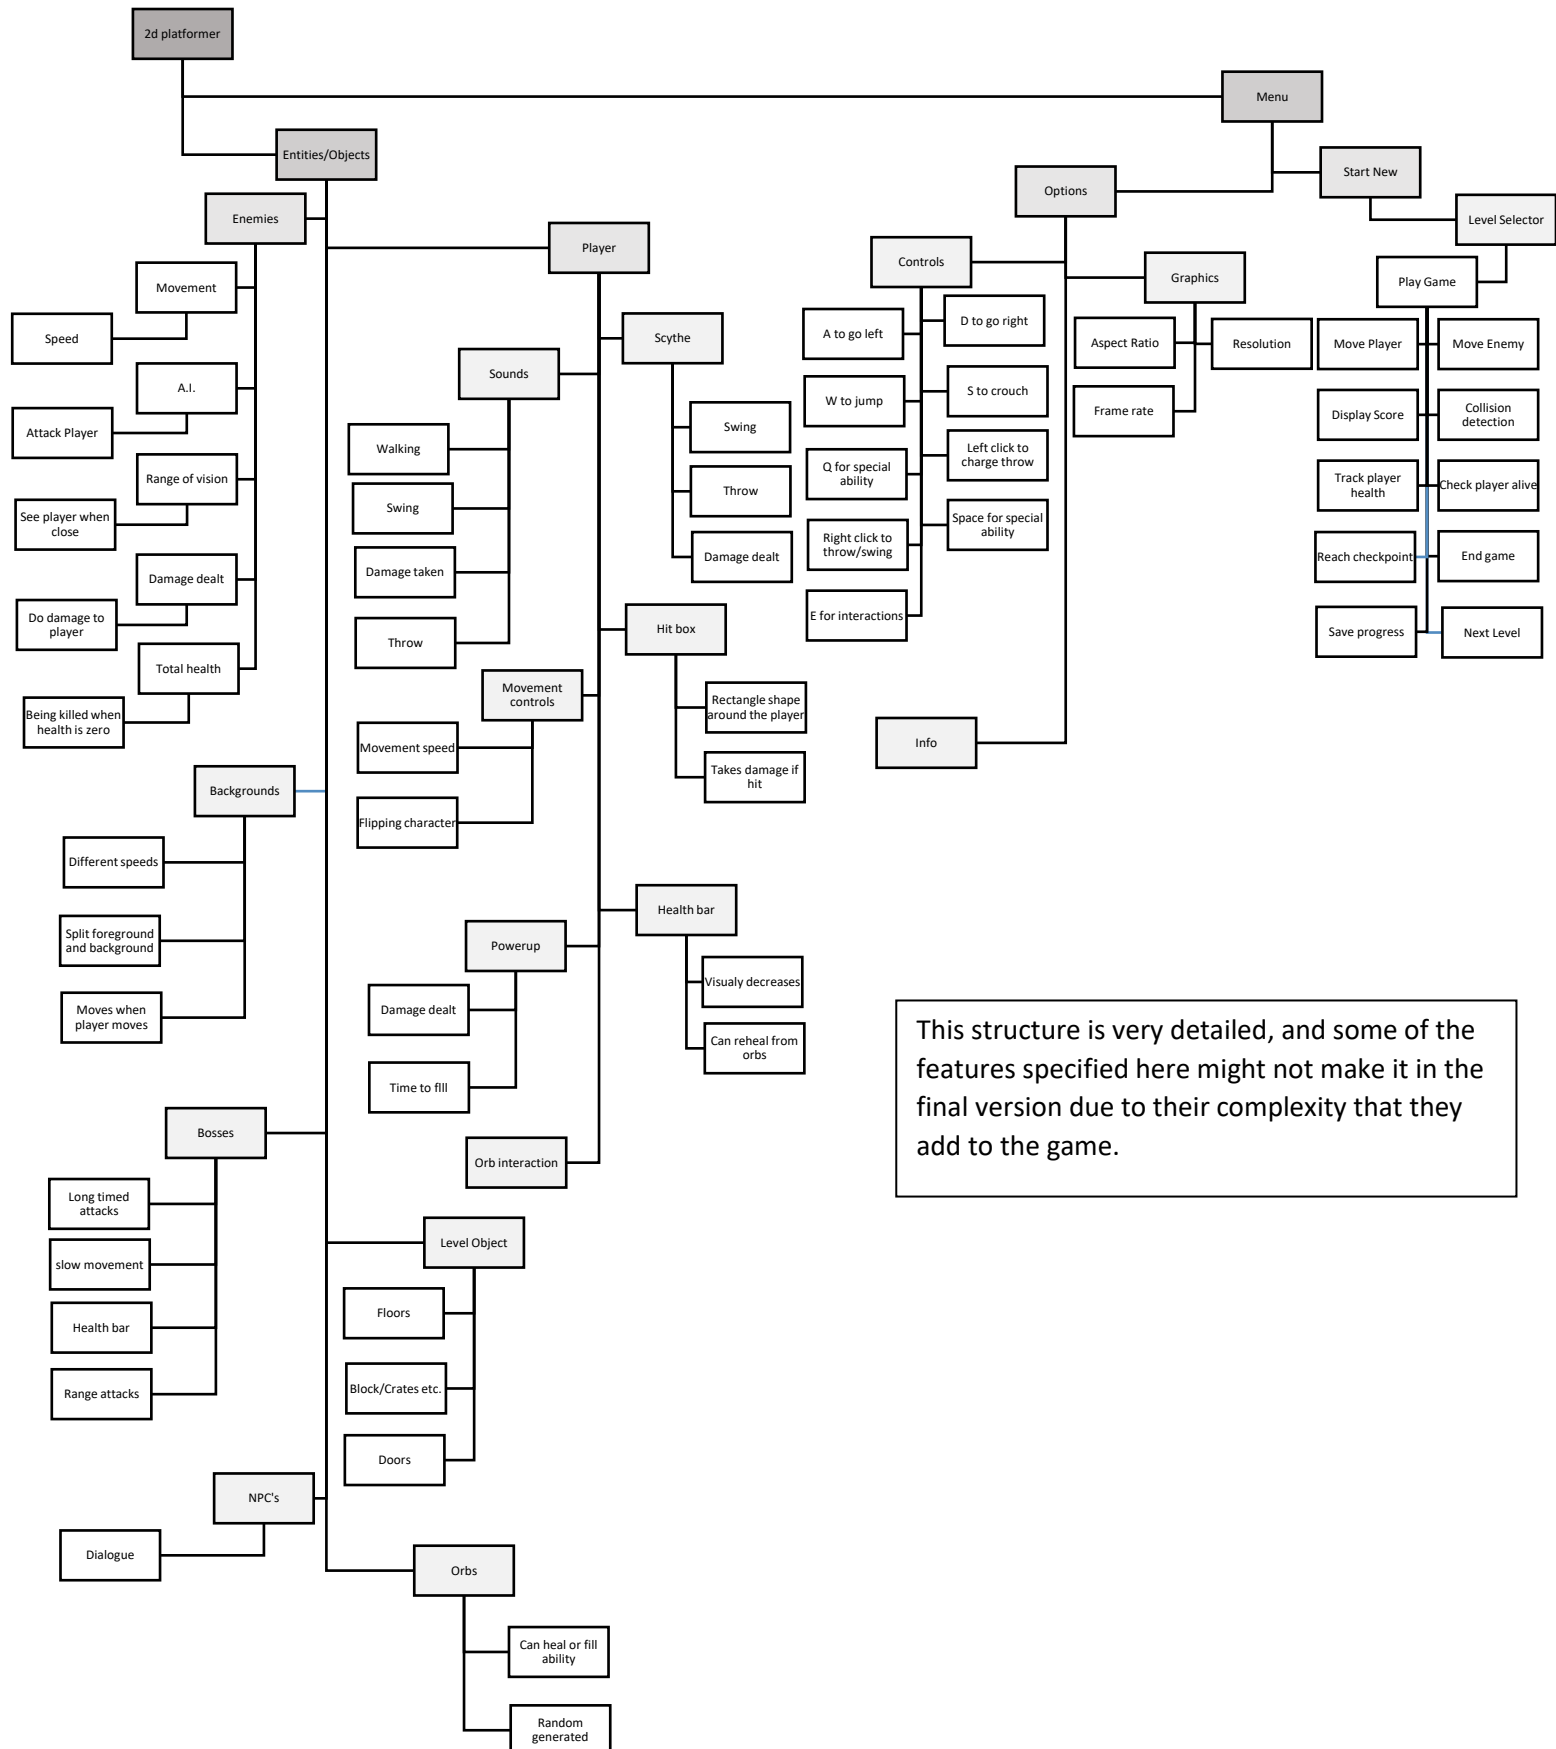 2d platformer
Menu
Entities/Objects
Start New
Options
Level Selector
Enemies
Player
Controls
Graphics
Play Game
Movement
Speed
A.I.
Attack Player
Range of vision
See player when
close
Damage dealt
Do damage to
player
Total health
Being killed when
health is zero
Sounds
Walking
Swing
Damage taken
Throw
Scythe
Swing
Throw
Damage dealt
Hit box
Rectangle shape
around the player
Takes damage if
hit
Movement
controls
Movement speed
Flipping character
Health bar
Visualy decreases
Can reheal from
orbs
Powerup
Damage dealt
Time to flll
Orb interaction
A to go left
D to go right
W to jump
S to crouch
Q for special
ability
Left click to
charge throw
Right click to
throw/swing
Space for special
ability
E for interactions
Aspect Ratio
Resolution
Frame rate
Info
Move Player
Move Enemy
Display Score
Collision
detection
Track player
health
Check player alive
Reach checkpoint
End game
Save progress
Next Level
Backgrounds
Different speeds
Split foreground
and background
Moves when
player moves
Bosses
Long timed
attacks
slow movement
Health bar
Range attacks
Level Object
Floors
Block/Crates etc.
Doors
NPC's
Dialogue
Orbs
Can heal or fill
ability
Random
generated
This structure is very detailed, and some of the
features specified here might not make it in the
final version due to their complexity that they
add to the game.